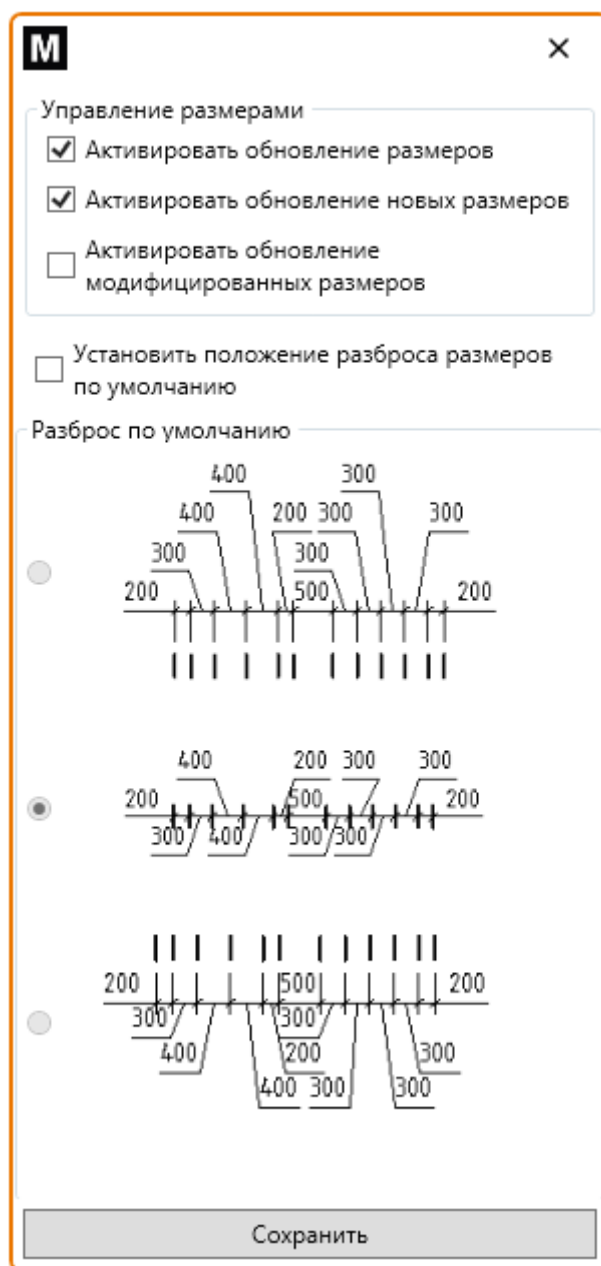 M
Управление размерами
Активировать обновление размеров
Активировать обновление новых размеров
Активировать обновление
модифицированных размеров
Установить положение разброса размеров
по умолчанию
Разброс по умолчанию
400 300
400 200 300 300
300 300
200 500 200
400 200 300 300
200 500 200
300 400 300 300
200 500 200
300 300
400 200 300
400 300 300
Сохранить